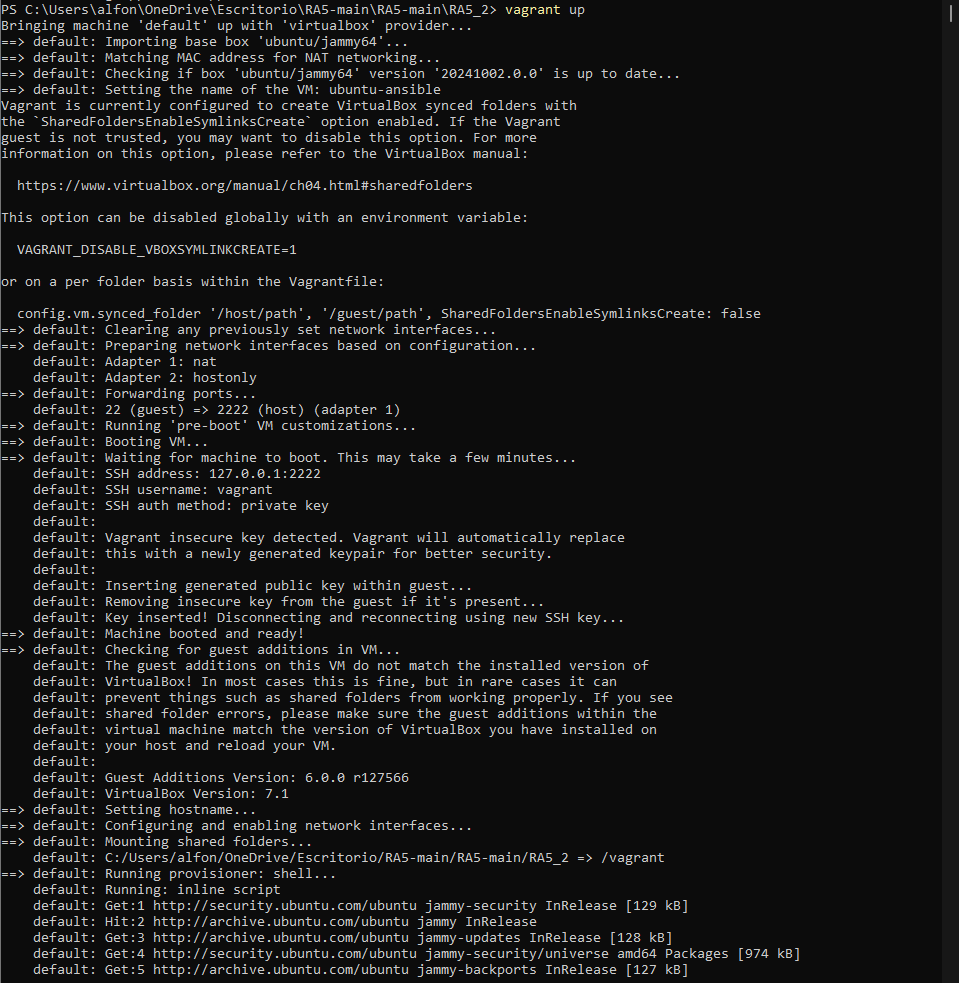 PS C:\Users\alfon\OneDrive\Escritorio\RA5-main\RA5-main\RA5_2> vagrant up
Bringing machine 'default' up with 'virtualbox' provider...
==> default: Importing base box 'ubuntu/jammy64'...
==> default: Matching MAC address for NAT networking...
==> default: Checking if box 'ubuntu/jammy64' version '20241002.0.0' is up to date...
==> default: Setting the name of the VM: ubuntu-ansible
Vagrant is currently configured to create VirtualBox synced folders with
the `SharedFoldersEnableSymlinksCreate` option enabled. If the Vagrant
guest is not trusted, you may want to disable this option. For more
information on this option, please refer to the VirtualBox manual:

  https://www.virtualbox.org/manual/ch04.html#sharedfolders

This option can be disabled globally with an environment variable:

  VAGRANT_DISABLE_VBOXSYMLINKCREATE=1

or on a per folder basis within the Vagrantfile:

  config.vm.synced_folder '/host/path', '/guest/path', SharedFoldersEnableSymlinksCreate: false
==> default: Clearing any previously set network interfaces...
==> default: Preparing network interfaces based on configuration...
    default: Adapter 1: nat
    default: Adapter 2: hostonly
==> default: Forwarding ports...
    default: 22 (guest) => 2222 (host) (adapter 1)
==> default: Running 'pre-boot' VM customizations...
==> default: Booting VM...
==> default: Waiting for machine to boot. This may take a few minutes...
    default: SSH address: 127.0.0.1:2222
    default: SSH username: vagrant
    default: SSH auth method: private key
    default:
    default: Vagrant insecure key detected. Vagrant will automatically replace
    default: this with a newly generated keypair for better security.
    default:
    default: Inserting generated public key within guest...
    default: Removing insecure key from the guest if it's present...
    default: Key inserted! Disconnecting and reconnecting using new SSH key...
==> default: Machine booted and ready!
==> default: Checking for guest additions in VM...
    default: The guest additions on this VM do not match the installed version of
    default: VirtualBox! In most cases this is fine, but in rare cases it can
    default: prevent things such as shared folders from working properly. If you see
    default: shared folder errors, please make sure the guest additions within the
    default: virtual machine match the version of VirtualBox you have installed on
    default: your host and reload your VM.
    default:
    default: Guest Additions Version: 6.0.0 r127566
    default: VirtualBox Version: 7.1
==> default: Setting hostname...
==> default: Configuring and enabling network interfaces...
==> default: Mounting shared folders...
    default: C:/Users/alfon/OneDrive/Escritorio/RA5-main/RA5-main/RA5_2 => /vagrant
==> default: Running provisioner: shell...
    default: Running: inline script
    default: Get:1 http://security.ubuntu.com/ubuntu jammy-security InRelease [129 kB]
    default: Hit:2 http://archive.ubuntu.com/ubuntu jammy InRelease
    default: Get:3 http://archive.ubuntu.com/ubuntu jammy-updates InRelease [128 kB]
    default: Get:4 http://security.ubuntu.com/ubuntu jammy-security/universe amd64 Packages [974 kB]
    default: Get:5 http://archive.ubuntu.com/ubuntu jammy-backports InRelease [127 kB]